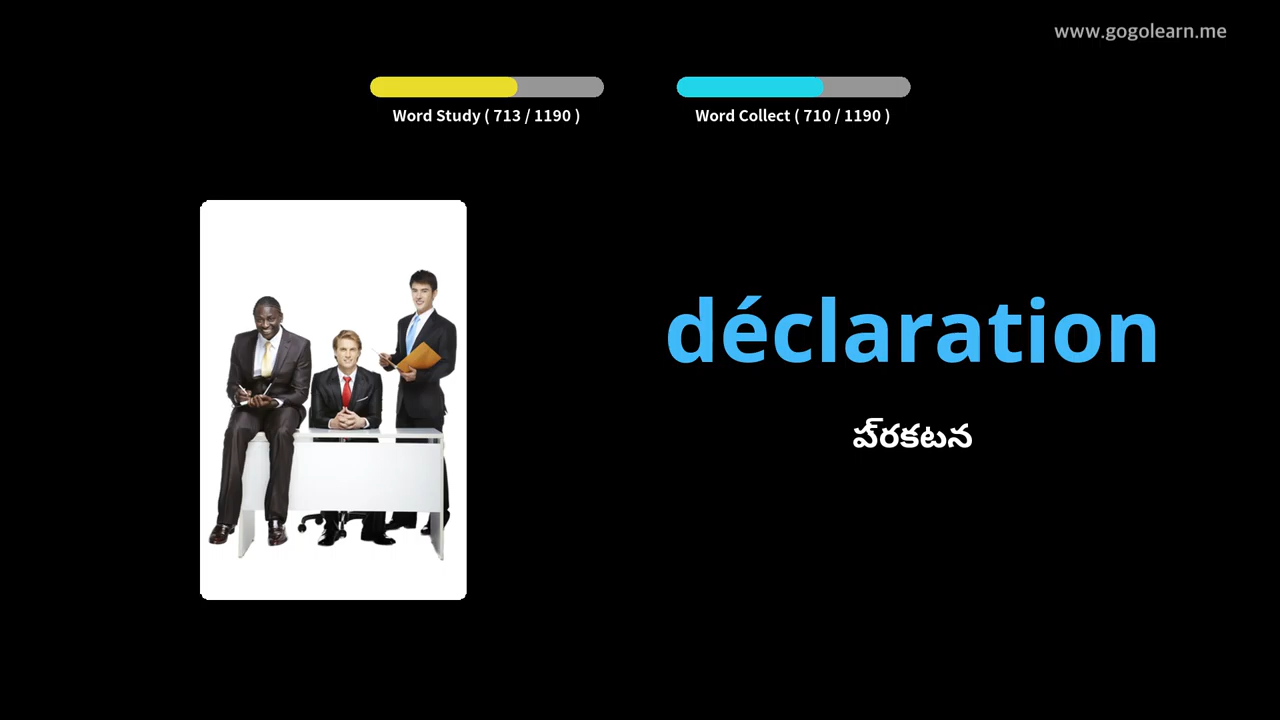 www.gogolearn.me
Word Study ( 713 / 1190 )
Word Collect ( 710 / 1190 )
déclaration
ప్రకటన